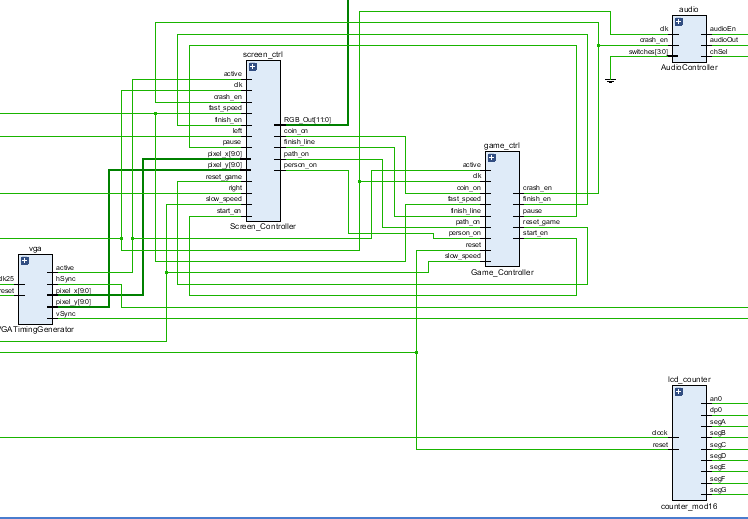 audio
clk
crash_en
switches[3:0]
audioEn
audioOut
chSel
AudioController
screen_ctrl
active
clk
crash_en
fast_speed
finish_en
left
pause
pixel_x[9:0]
pixel_y[9:0]
reset_game
right
slow_speed
start_en
RGB_Out[11:0]
coin_on
finish_line
path_on
person_on
Screen_Controller
game_ctrl
active
clk
coin_on
fast_speed
finish_line
path_on
person_on
reset
slow_speed
crash_en
finish_en
pause
reset_game
start_en
Game_Controller
vga
clk25
reset
active
hSync
pixel_x[9:0]
pixel_y[9:0]
vSync
VGATimingGenerator
lcd_counter
clock
reset
an0
dp0
segA
segB
segC
segD
segE
segF
segG
counter_mod16